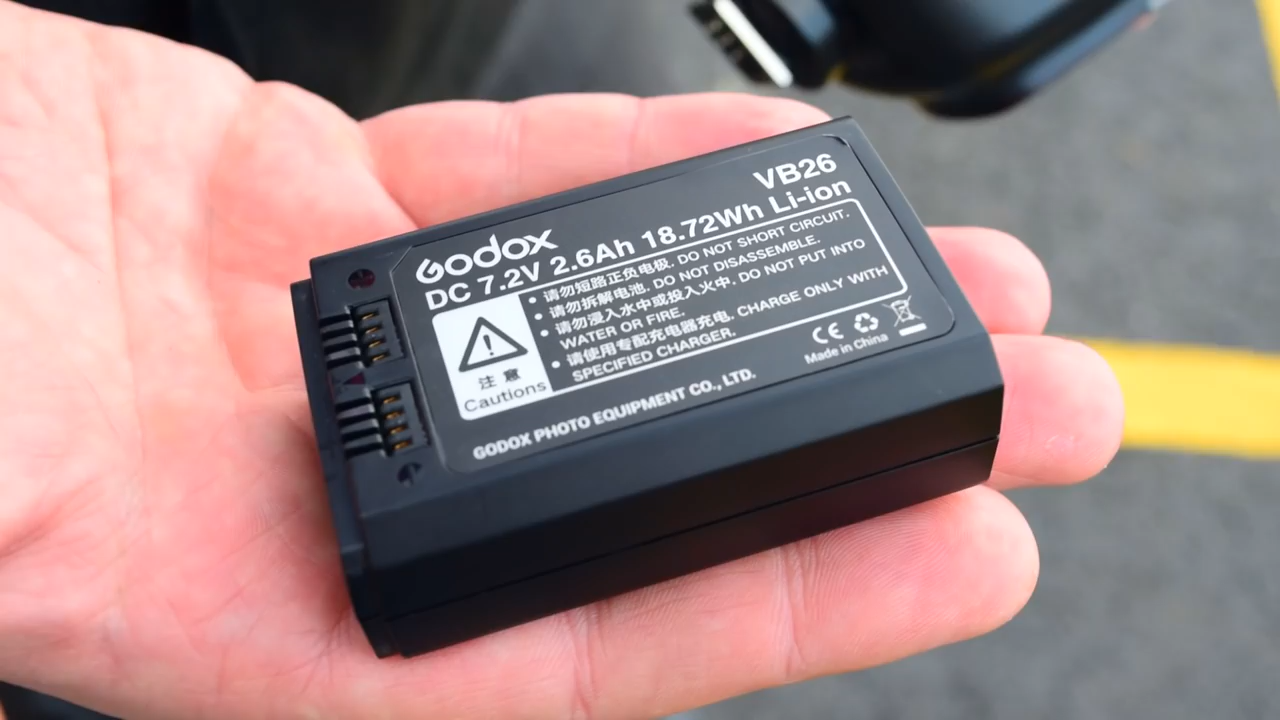 VB26
Godox
DC 7.2V 2.6Ah 18.72Wh Li-ion
• 请勿短路正负电极. DO NOT SHORT CIRCUIT.
• 请勿拆解电池. DO NOT DISASSEMBLE.
• 请勿浸入水中或投入火中. DO NOT PUT INTO
WATER OR FIRE.
• 请使用专配充电器充电. CHARGE ONLY WITH
SPECIFIED CHARGER.
注意
Cautions
CE
Made in China
GODOX PHOTO EQUIPMENT CO., LTD.